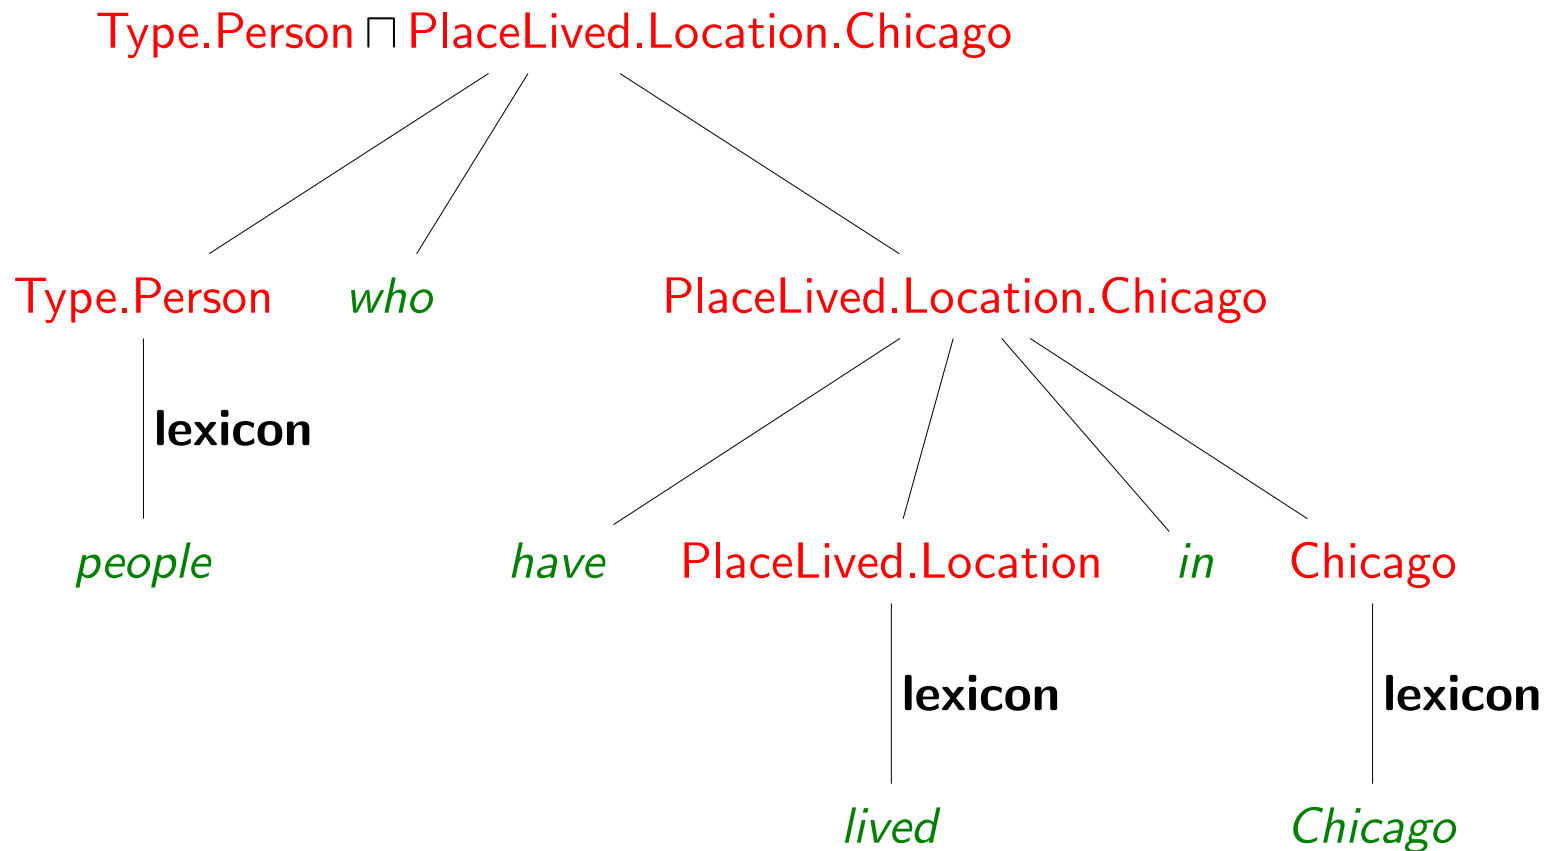 Type.Person ⊓ PlaceLived.Location.Chicago
Type.Person who PlaceLived.Location.Chicago
lexicon
people have PlaceLived.Location in Chicago
lexicon lexicon
lived Chicago